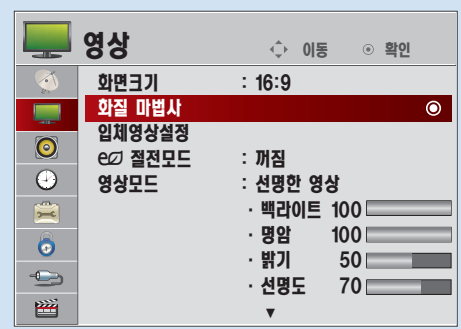 영상 이동 확인
화면크기 : 16:9
화질 마법사
입체영상설정
절전모드 : 꺼짐
영상모드 : 선명한 영상
· 백라이트 100
· 명암 100
· 밝기 50
· 선명도 70